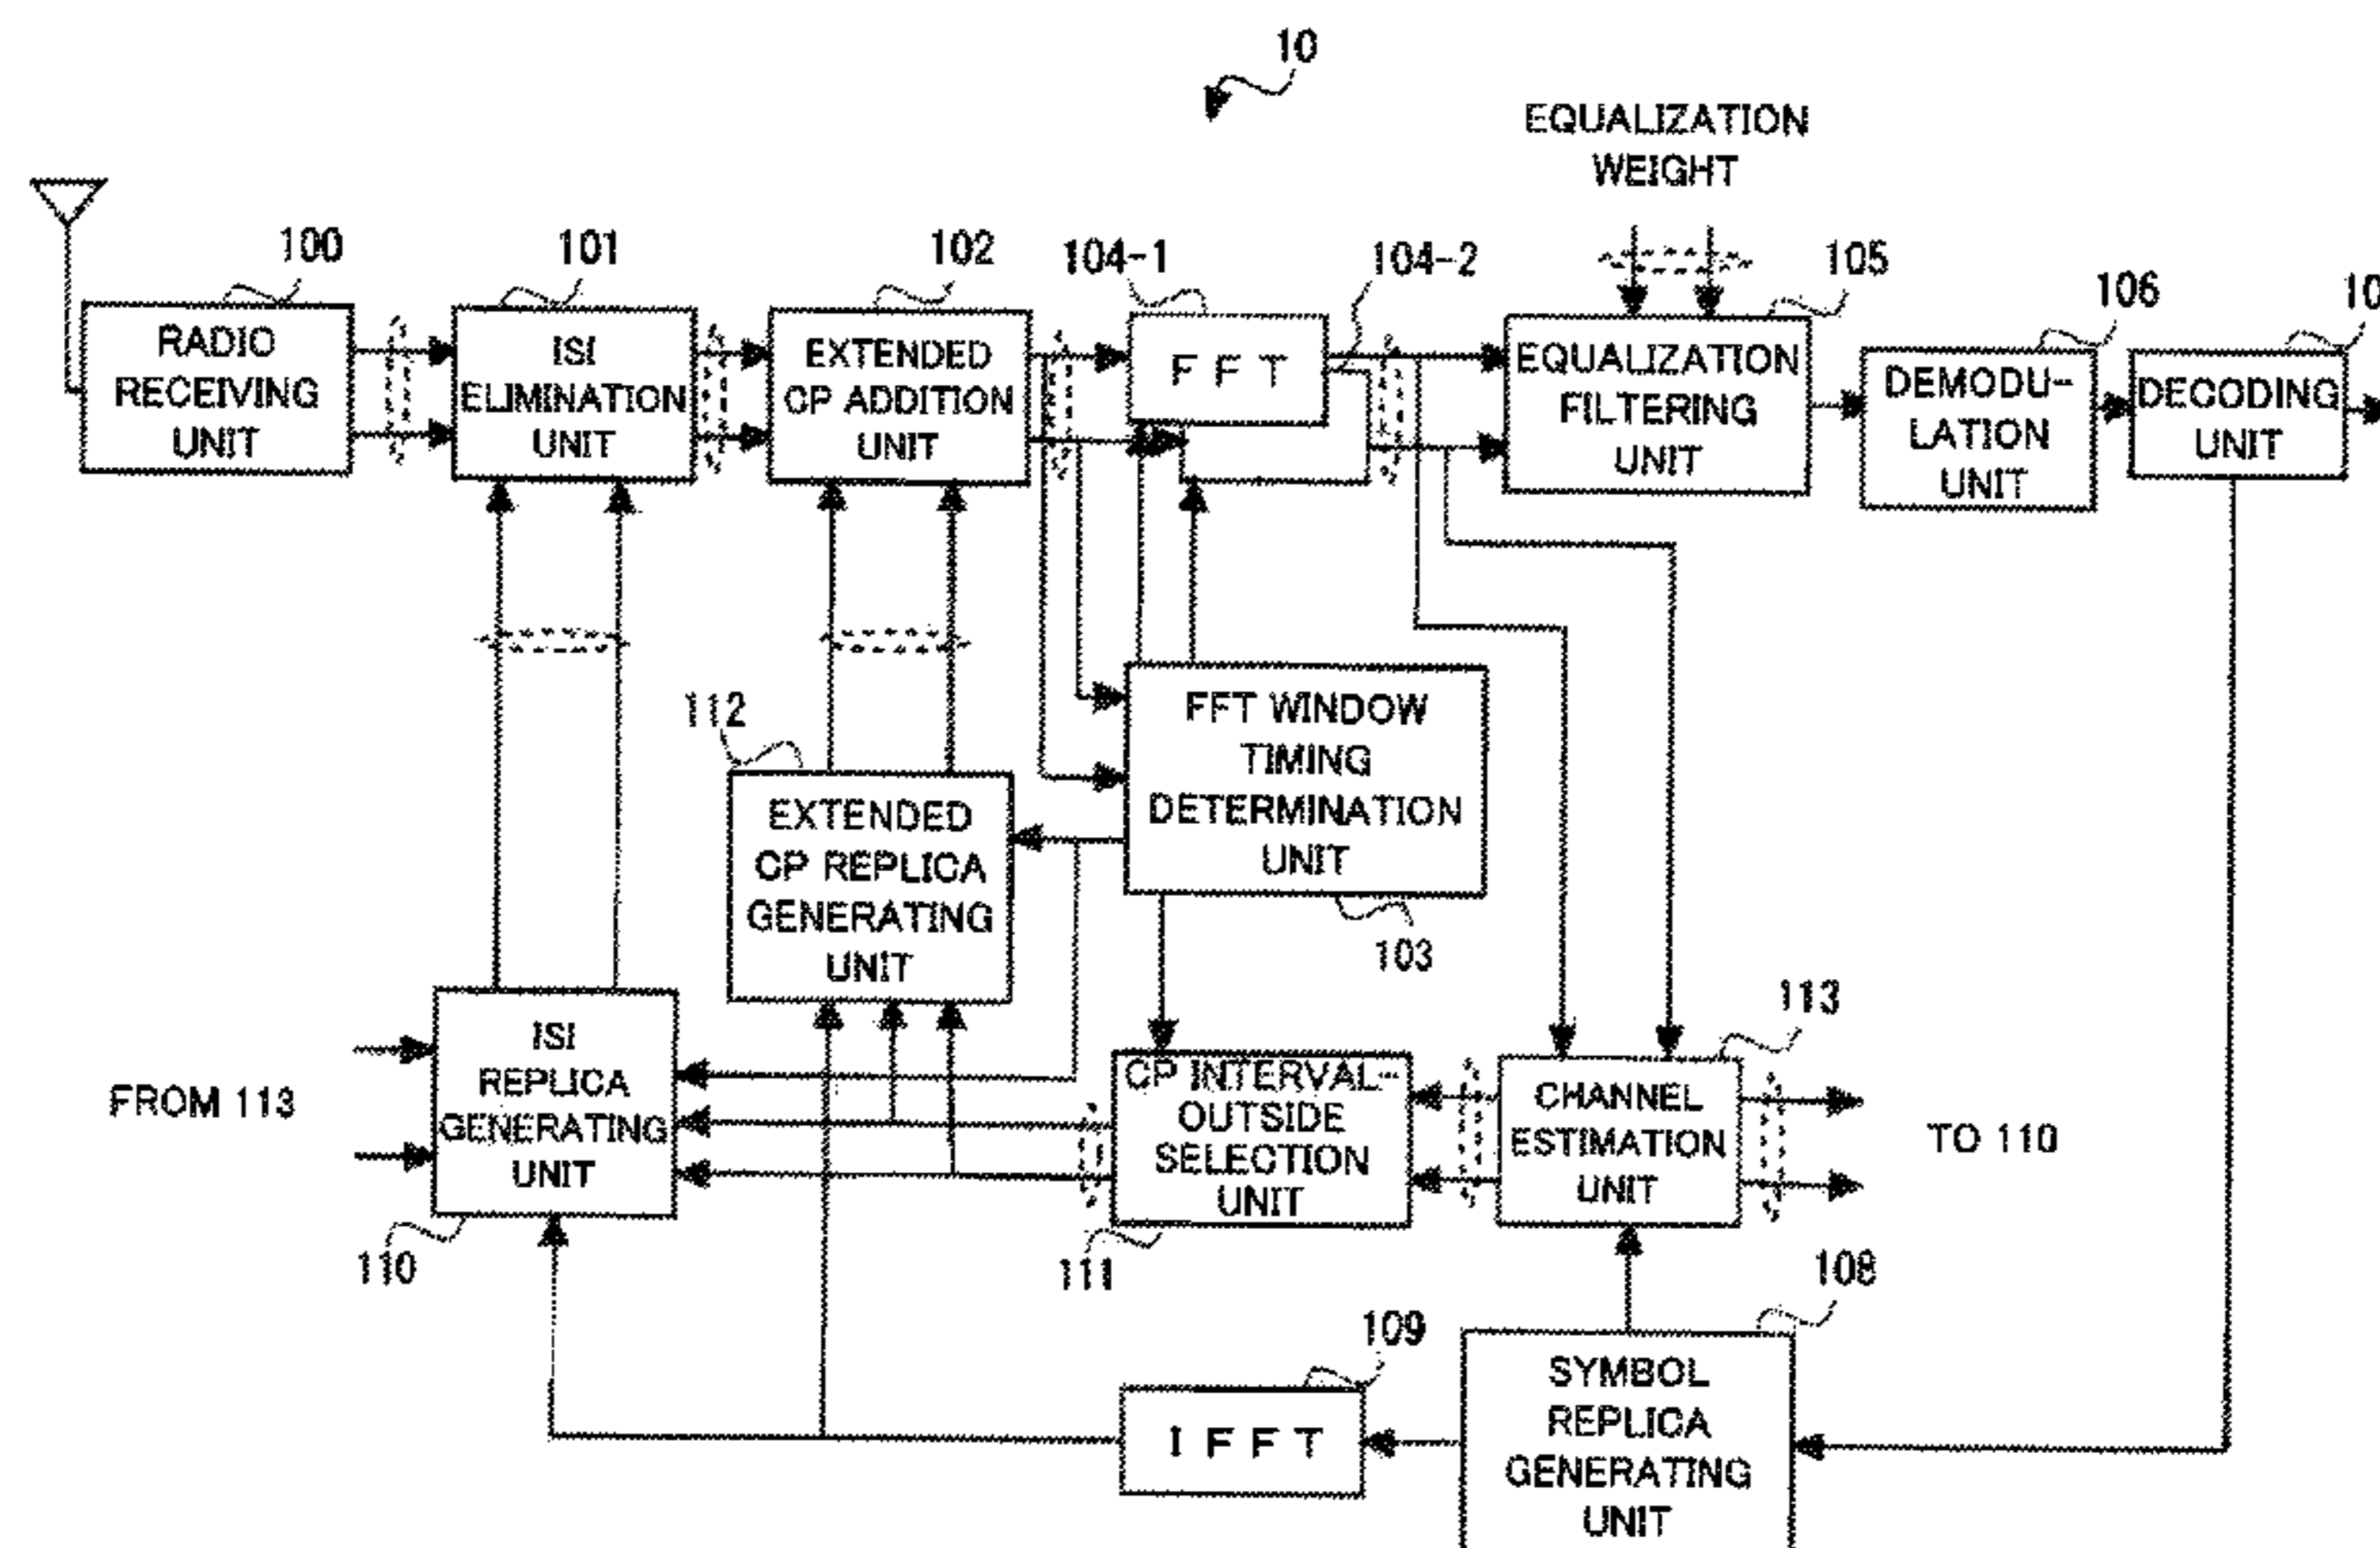 10
EQUALIZATION
WEIGHT
100
101
102
104-1
104-2
105
106
10
RADIO
RECEIVING
UNIT
ISI
ELIMINATION
UNIT
EXTENDED
CP ADDITION
UNIT
F F T
EQUALIZATION
FILTERING
UNIT
DEMODU-
LATION
UNIT
DECODING
UNIT
112
EXTENDED
CP REPLICA
GENERATING
UNIT
FFT WINDOW
TIMING
DETERMINATION
UNIT
103
FROM 113
ISI
REPLICA
GENERATING
UNIT
110
CP INTERVAL-
OUTSIDE
SELECTION
UNIT
111
113
CHANNEL
ESTIMATION
UNIT
TO 110
109
I F F T
108
SYMBOL
REPLICA
GENERATING
UNIT